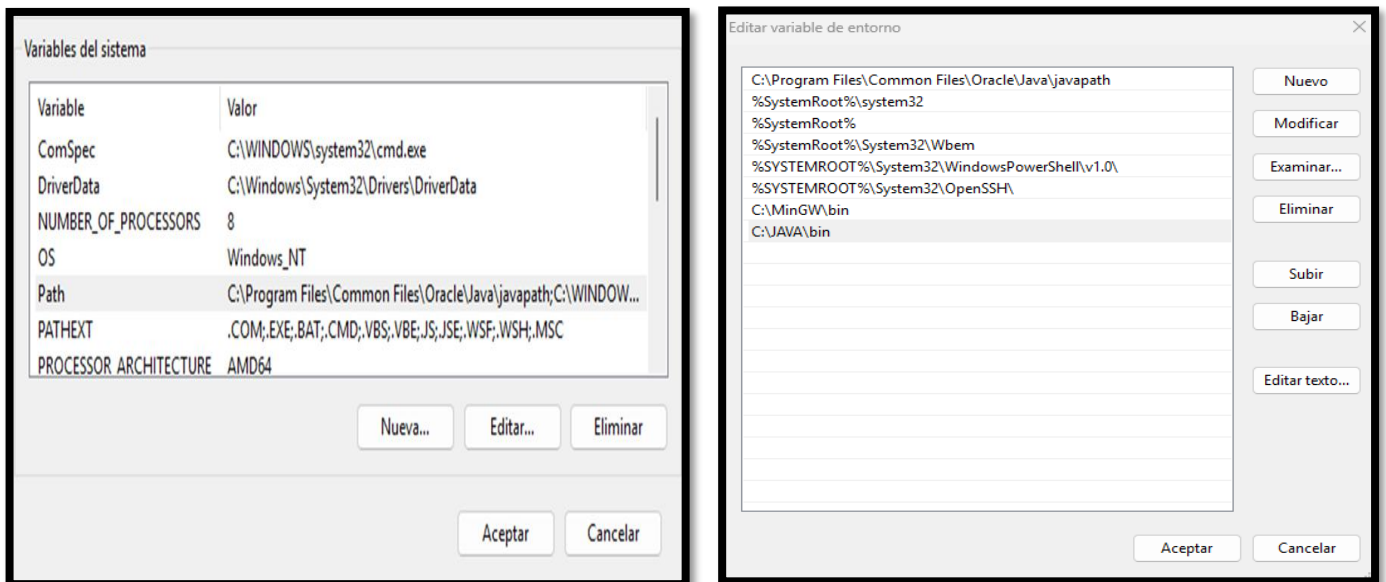 Variables del sistema
Variable Valor
ComSpec C:\WINDOWS\system32\cmd.exe
DriverData C:\Windows\System32\Drivers\DriverData
NUMBER_OF_PROCESSORS 8
OS Windows_NT
Path C:\Program Files\Common Files\Oracle\Java\javapath;C:\WINDOW...
PATHEXT .COM;.EXE;.BAT;.CMD;.VBS;.VBE;.JS;.JSE;.WSF;.WSH;.MSC
PROCESSOR_ARCHITECTURE AMD64
Nueva... Editar... Eliminar
Aceptar Cancelar
Editar variable de entorno
C:\Program Files\Common Files\Oracle\Java\javapath
%SystemRoot%\system32
%SystemRoot%
%SystemRoot%\System32\Wbem
%SYSTEMROOT%\System32\WindowsPowerShell\v1.0\
%SYSTEMROOT%\System32\OpenSSH\
C:\MinGW\bin
C:\JAVA\bin
Nuevo
Modificar
Examinar...
Eliminar
Subir
Bajar
Editar texto...
Aceptar Cancelar